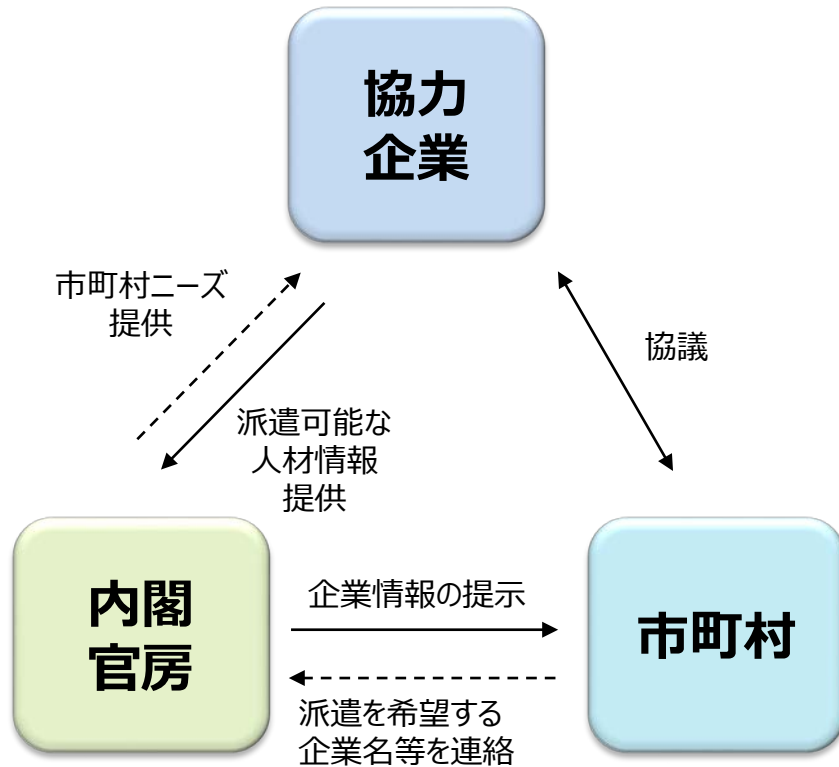 協力
企業
市町村ニーズ
提供
協議
派遣可能な
人材情報
提供
内閣
官房
企業情報の提示
市町村
派遣を希望する
企業名等を連絡